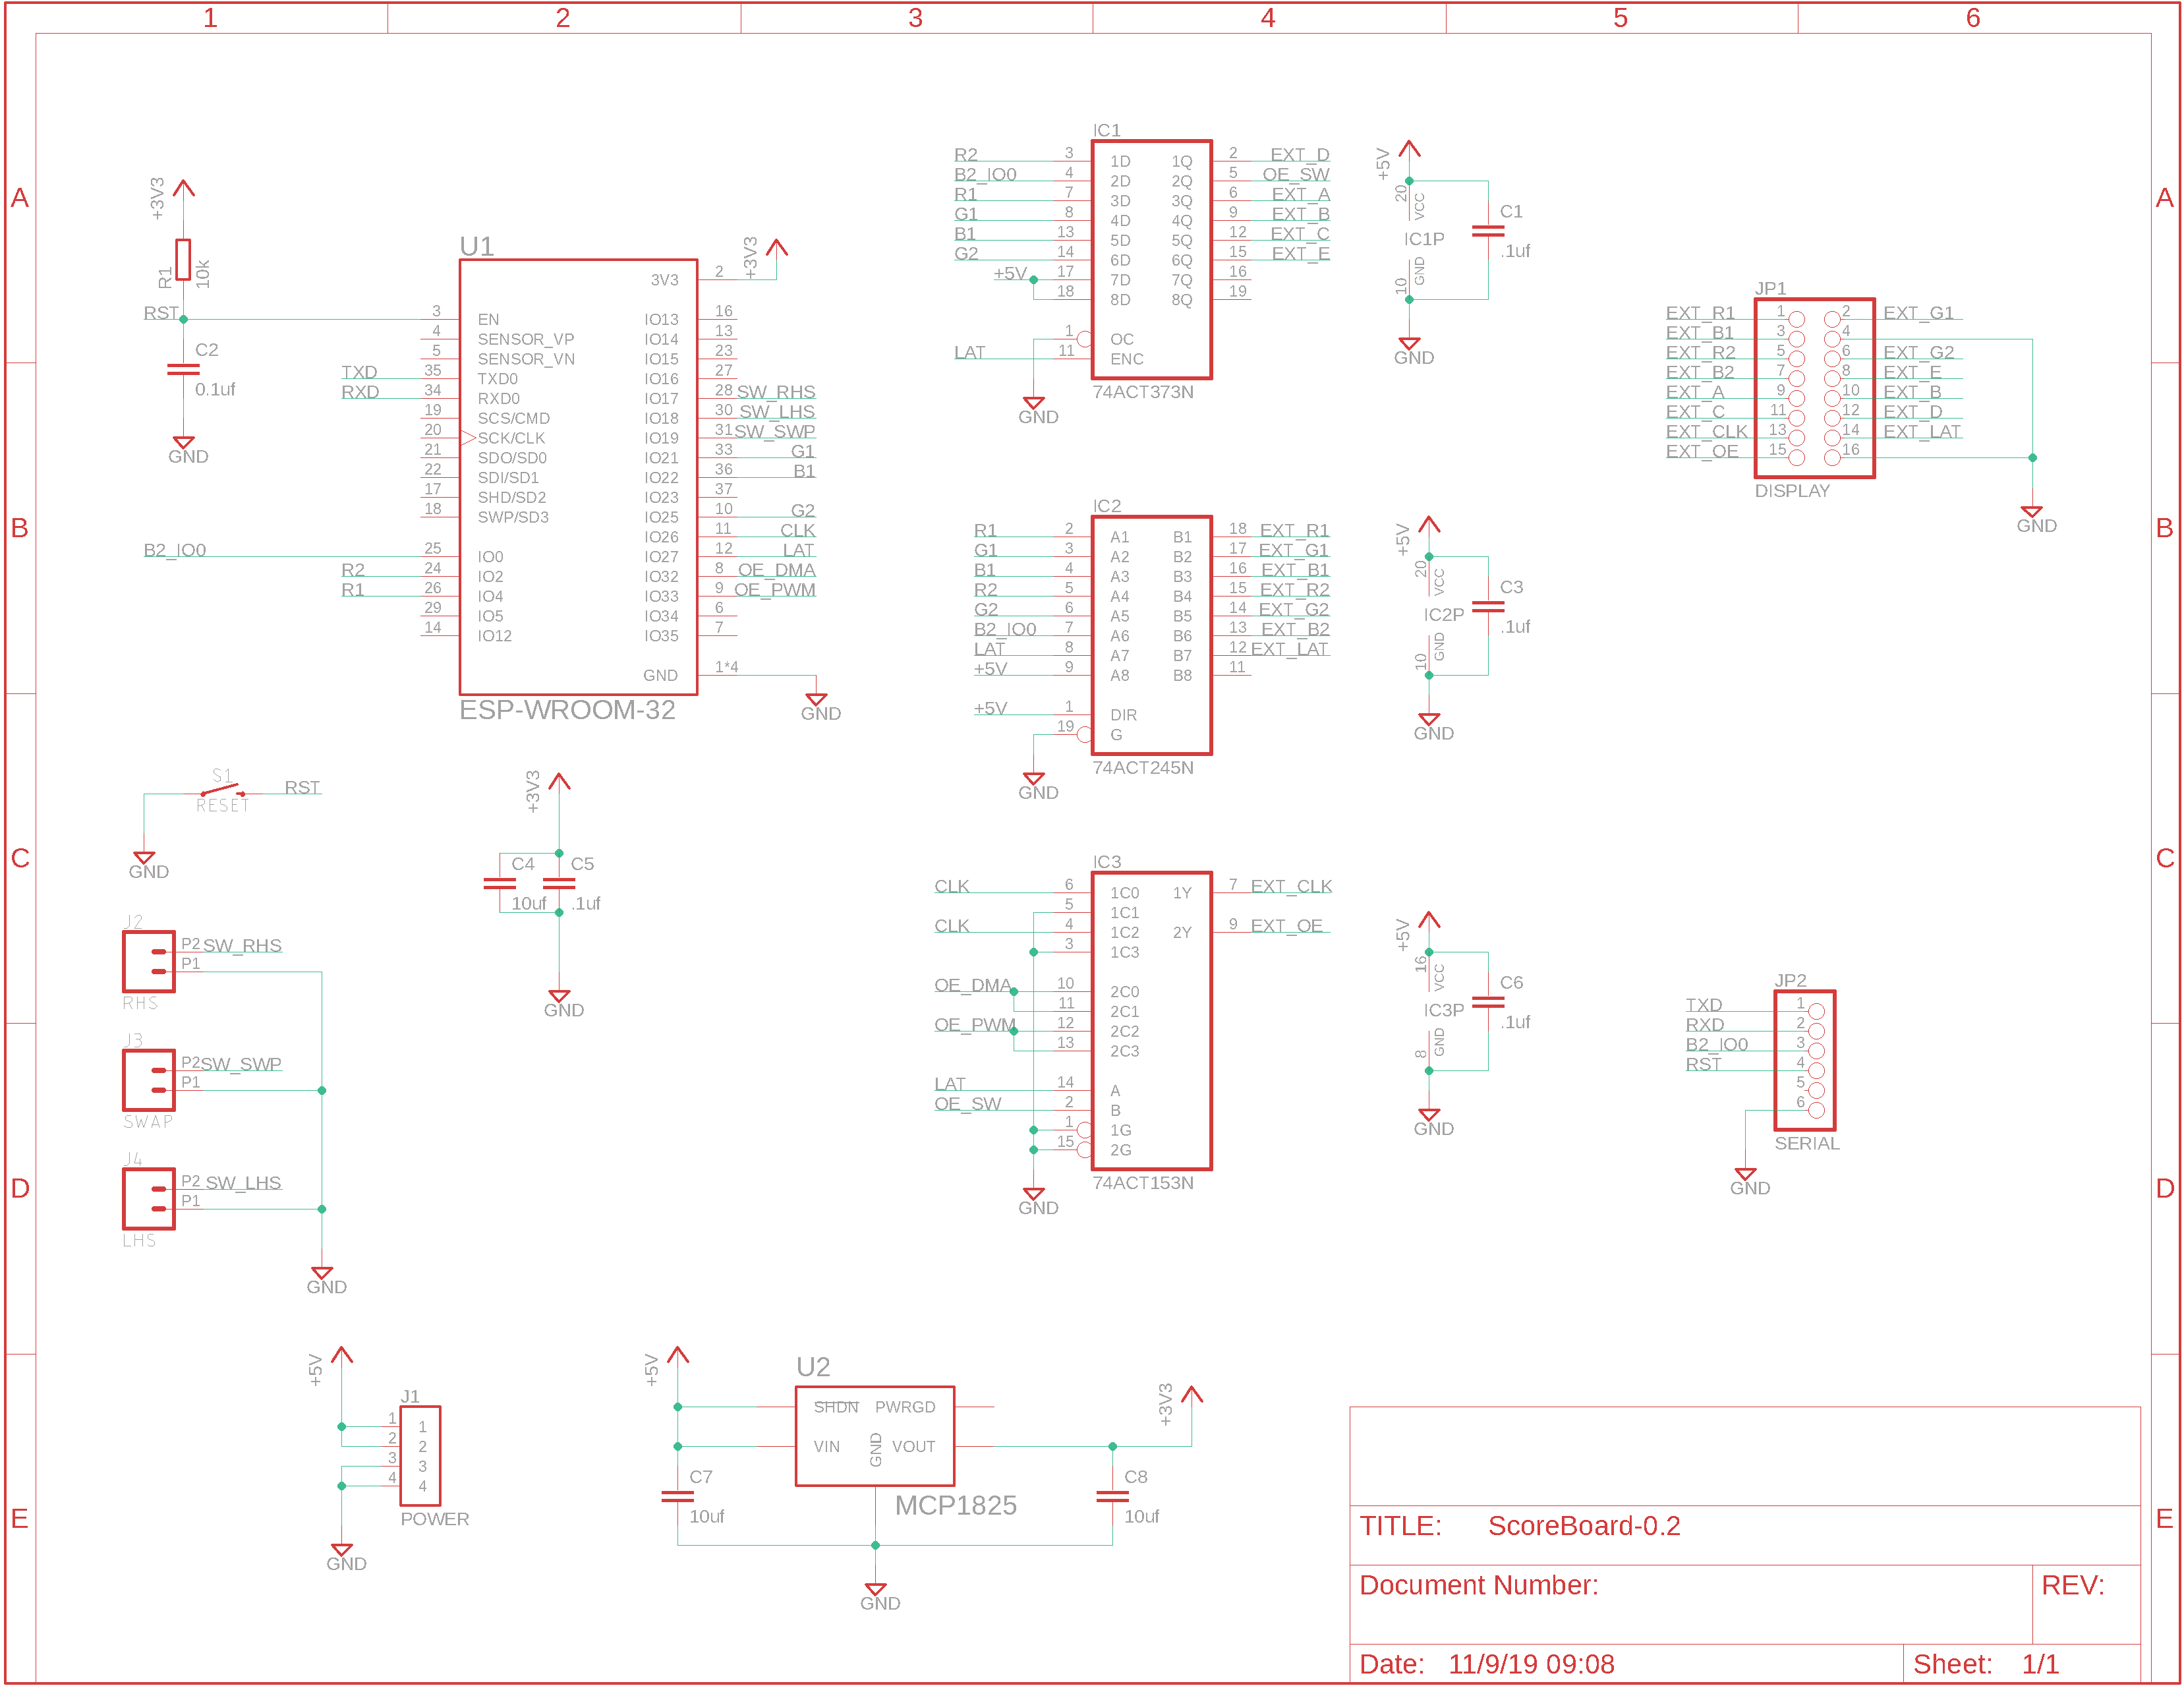 1 2 3 4 5 6
A A
B B
C C
D D
E E
+3V3
R1
10k
RST
C2
0.1uf
GND
U1
+3V3
3V3 2
3 EN
4 SENSOR_VP
5 SENSOR_VN
TXD 35 TXD0
RXD 34 RXD0
19 SCS/CMD
20 SCK/CLK
21 SDO/SD0
22 SDI/SD1
17 SHD/SD2
18 SWP/SD3
B2_IO0 25 IO0
R2 24 IO2
R1 26 IO4
29 IO5
14 IO12
IO13 16
IO14 13
IO15 23
IO16 27
IO17 28 SW_RHS
IO18 30 SW_LHS
IO19 31 SW_SWP
IO21 33 G1
IO22 36 B1
IO23 37
IO25 10 G2
IO26 11 CLK
IO27 12 LAT
IO32 8 OE_DMA
IO33 9 OE_PWM
IO34 6
IO35 7
GND 1*4
GND
ESP-WROOM-32
IC1
R2 3 1D 1Q 2 EXT_D
B2_IO0 4 2D 2Q 5 OE_SW
R1 7 3D 3Q 6 EXT_A
G1 8 4D 4Q 9 EXT_B
B1 13 5D 5Q 12 EXT_C
G2 14 6D 6Q 15 EXT_E
+5V 17 7D 7Q 16
18 8D 8Q 19
1 OC
LAT 11 ENC
74ACT373N
GND
+5V
20 VCC
IC1P
10 GND
C1
.1uf
GND
JP1
EXT_R1 1 2 EXT_G1
EXT_B1 3 4
EXT_R2 5 6 EXT_G2
EXT_B2 7 8 EXT_E
EXT_A 9 10 EXT_B
EXT_C 11 12 EXT_D
EXT_CLK 13 14 EXT_LAT
EXT_OE 15 16
DISPLAY
GND
IC2
R1 2 A1 B1 18 EXT_R1
G1 3 A2 B2 17 EXT_G1
B1 4 A3 B3 16 EXT_B1
R2 5 A4 B4 15 EXT_R2
G2 6 A5 B5 14 EXT_G2
B2_IO0 7 A6 B6 13 EXT_B2
LAT 8 A7 B7 12 EXT_LAT
+5V 9 A8 B8 11
+5V 1 DIR
19 G
74ACT245N
GND
+5V
20 VCC
IC2P
10 GND
C3
.1uf
GND
S1
RST
RESET
GND
+3V3
C4 C5
10uf .1uf
GND
IC3
CLK 6 1C0 1Y 7 EXT_CLK
5 1C1
CLK 4 1C2 2Y 9 EXT_OE
3 1C3
OE_DMA 10 2C0
11 2C1
OE_PWM 12 2C2
13 2C3
LAT 14 A
OE_SW 2 B
1 1G
15 2G
74ACT153N
GND
+5V
16 VCC
IC3P
8 GND
C6
.1uf
GND
JP2
TXD 1
RXD 2
B2_IO0 3
RST 4
5
6
SERIAL
GND
J2
P2 SW_RHS
P1
RHS
J3
P2 SW_SWP
P1
SWAP
J4
P2 SW_LHS
P1
LHS
GND
+5V
J1
1 1
2 2
3 3
4 4
POWER
GND
+5V
U2
SHDN PWRGD
VIN GND VOUT
MCP1825
C7
10uf
+3V3
C8
10uf
GND
TITLE: ScoreBoard-0.2
Document Number: REV:
Date: 11/9/19 09:08 Sheet: 1/1